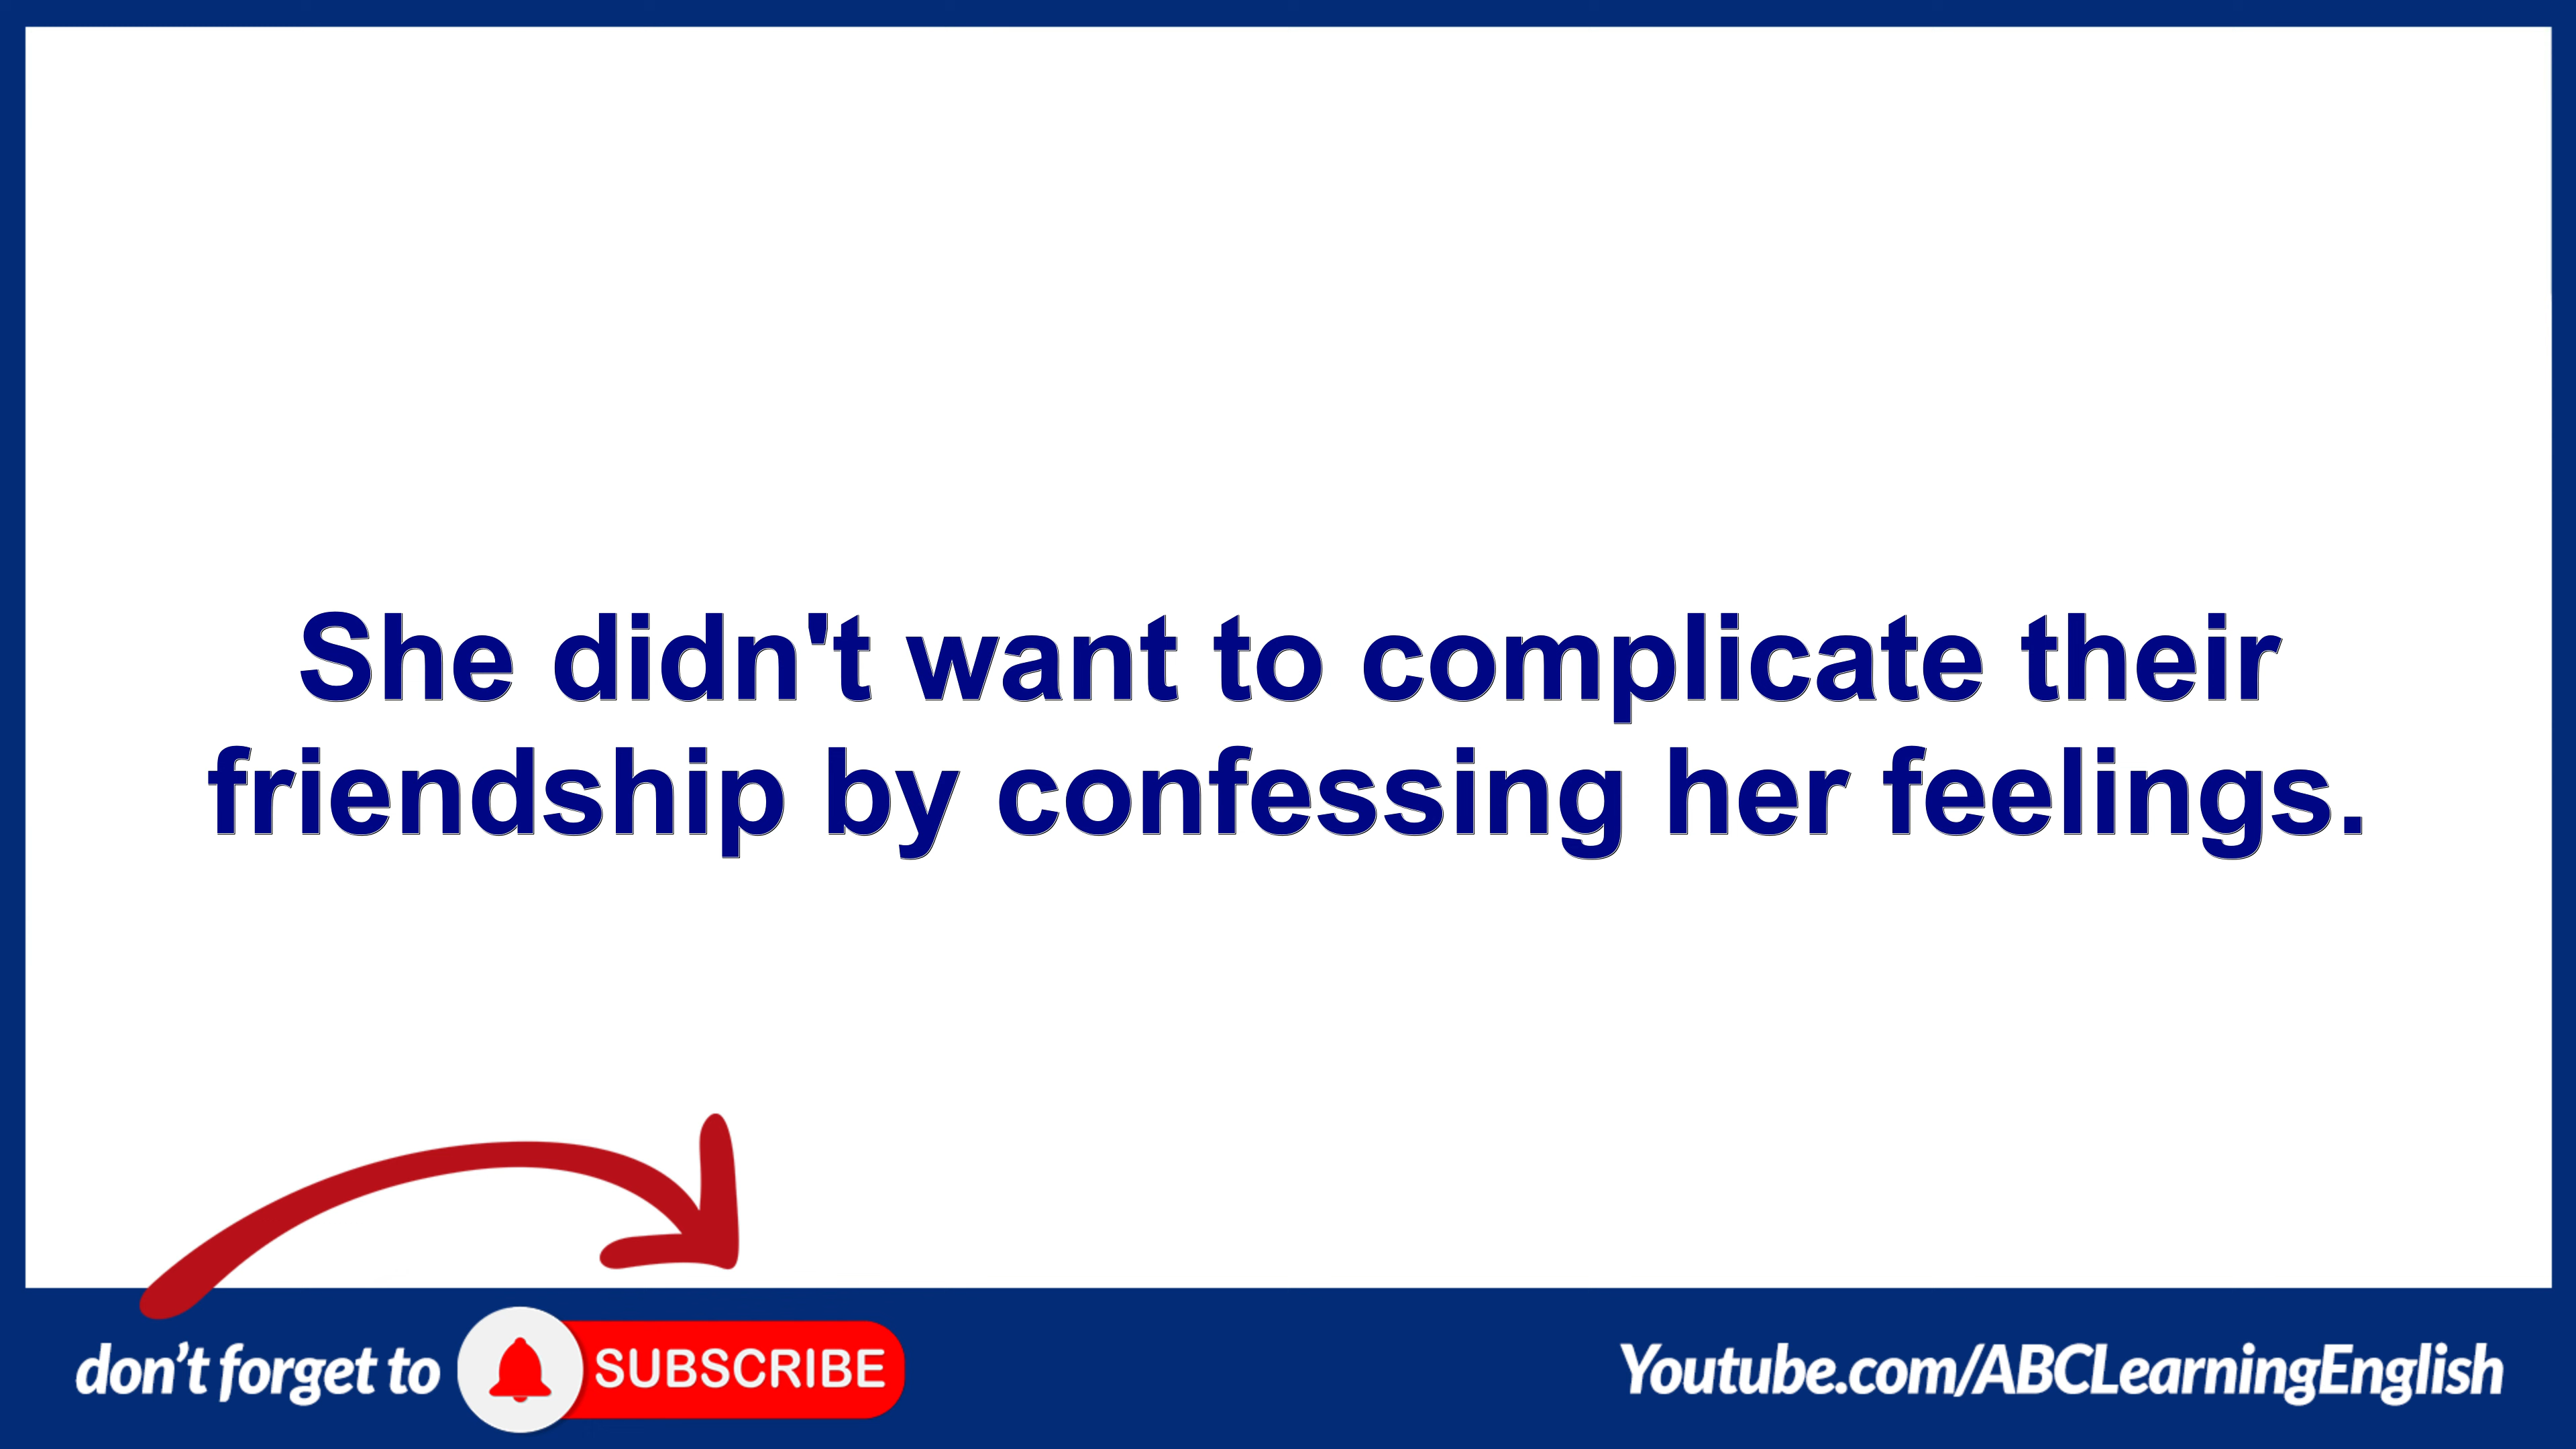 She didn't want to complicate their
friendship by confessing her feelings.
don't forget to SUBSCRIBE Youtube.com/ABCLearningEnglish